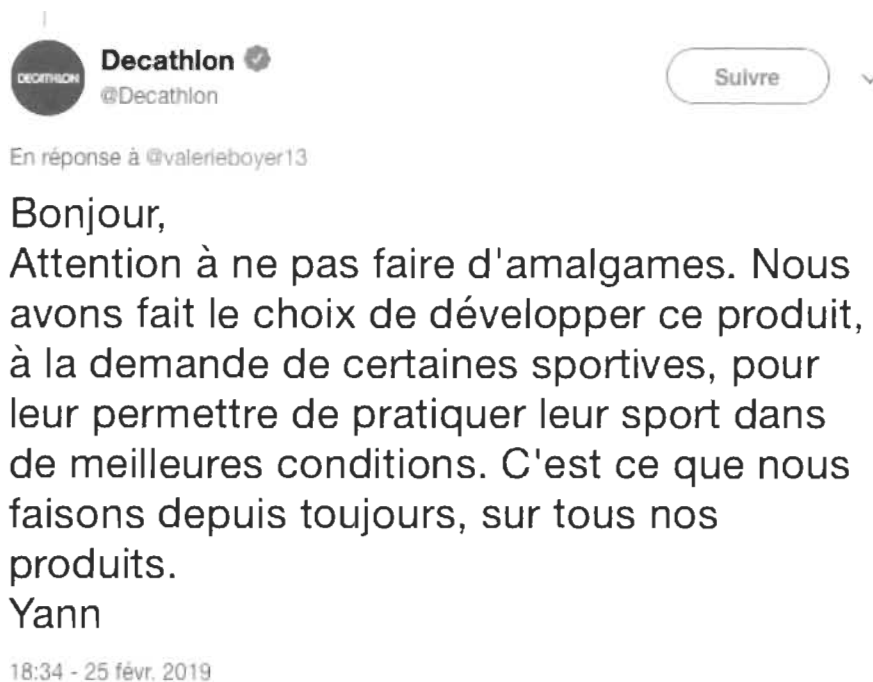 Decathlon
DECATHLON
@Decathlon
Suivre
En réponse à @valerieboyer13
Bonjour,
Attention à ne pas faire d'amalgames. Nous
avons fait le choix de développer ce produit,
à la demande de certaines sportives, pour
leur permettre de pratiquer leur sport dans
de meilleures conditions. C'est ce que nous
faisons depuis toujours, sur tous nos
produits.
Yann
18:34 - 25 févr. 2019